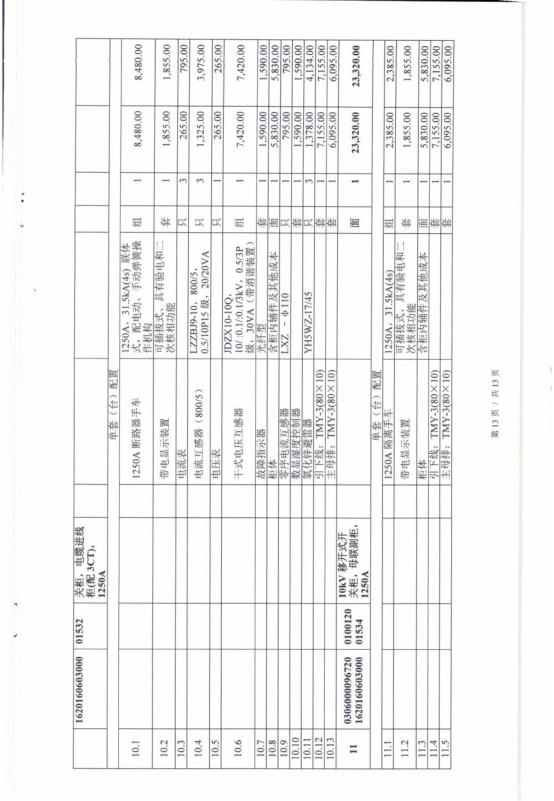 1620160603000 01532 关柜, 电缆进线
柜(配3CT),
1250A
单套（台）配置
10.1 1250A 断路器手车 1250A、31.5kA(4s) 联体
式，配电动、手动弹簧操
作机构 组 1 8,480.00 8,480.00
10.2 带电显示装置 可插拔式、具有验电和二
次核相功能 套 1 1,855.00 1,855.00
10.3 电流表 只 3 265.00 795.00
10.4 电流互感器（800/5） LZZBJ9-10，800/5，
0.5/10P15 级，20/20VA 只 3 1,325.00 3,975.00
10.5 电压表 只 1 265.00 265.00
10.6 干式电压互感器 JDZX10-10Q,
10/ :0.1/0.1/3kV, 0.5/3P
级，30VA（带消谐装置） 组 1 7,420.00 7,420.00
10.7 故障指示器 光纤型 套 1 1,590.00 1,590.00
10.8 柜体 含柜内辅件及其他成本 面 1 5,830.00 5,830.00
10.9 零序电流互感器 LXZ - φ110 只 1 795.00 795.00
10.10 数显湿度控制器 套 1 1,590.00 1,590.00
10.11 氧化锌避雷器 YH5WZ-17/45 只 3 1,378.00 4,134.00
10.12 引下线：TMY-3(80×10) 套 1 7,155.00 7,155.00
10.13 主母排：TMY-3(80×10) 套 1 6,095.00 6,095.00
11 0306000096720
1620160603000 0100120
01534 10kV 移开式开
关柜，母联副柜，
1250A 面 1 23,320.00 23,320.00
单套（台）配置
11.1 1250A 隔离手车 1250A、31.5kA(4s) 组 1 2,385.00 2,385.00
11.2 带电显示装置 可插拔式、具有验电和二
次核相功能 套 1 1,855.00 1,855.00
11.3 柜体 含柜内辅件及其他成本 面 1 5,830.00 5,830.00
11.4 引下线：TMY-3(80×10) 套 1 7,155.00 7,155.00
11.5 主母排：TMY-3(80×10) 套 1 6,095.00 6,095.00
第 13 页 / 共 13 页